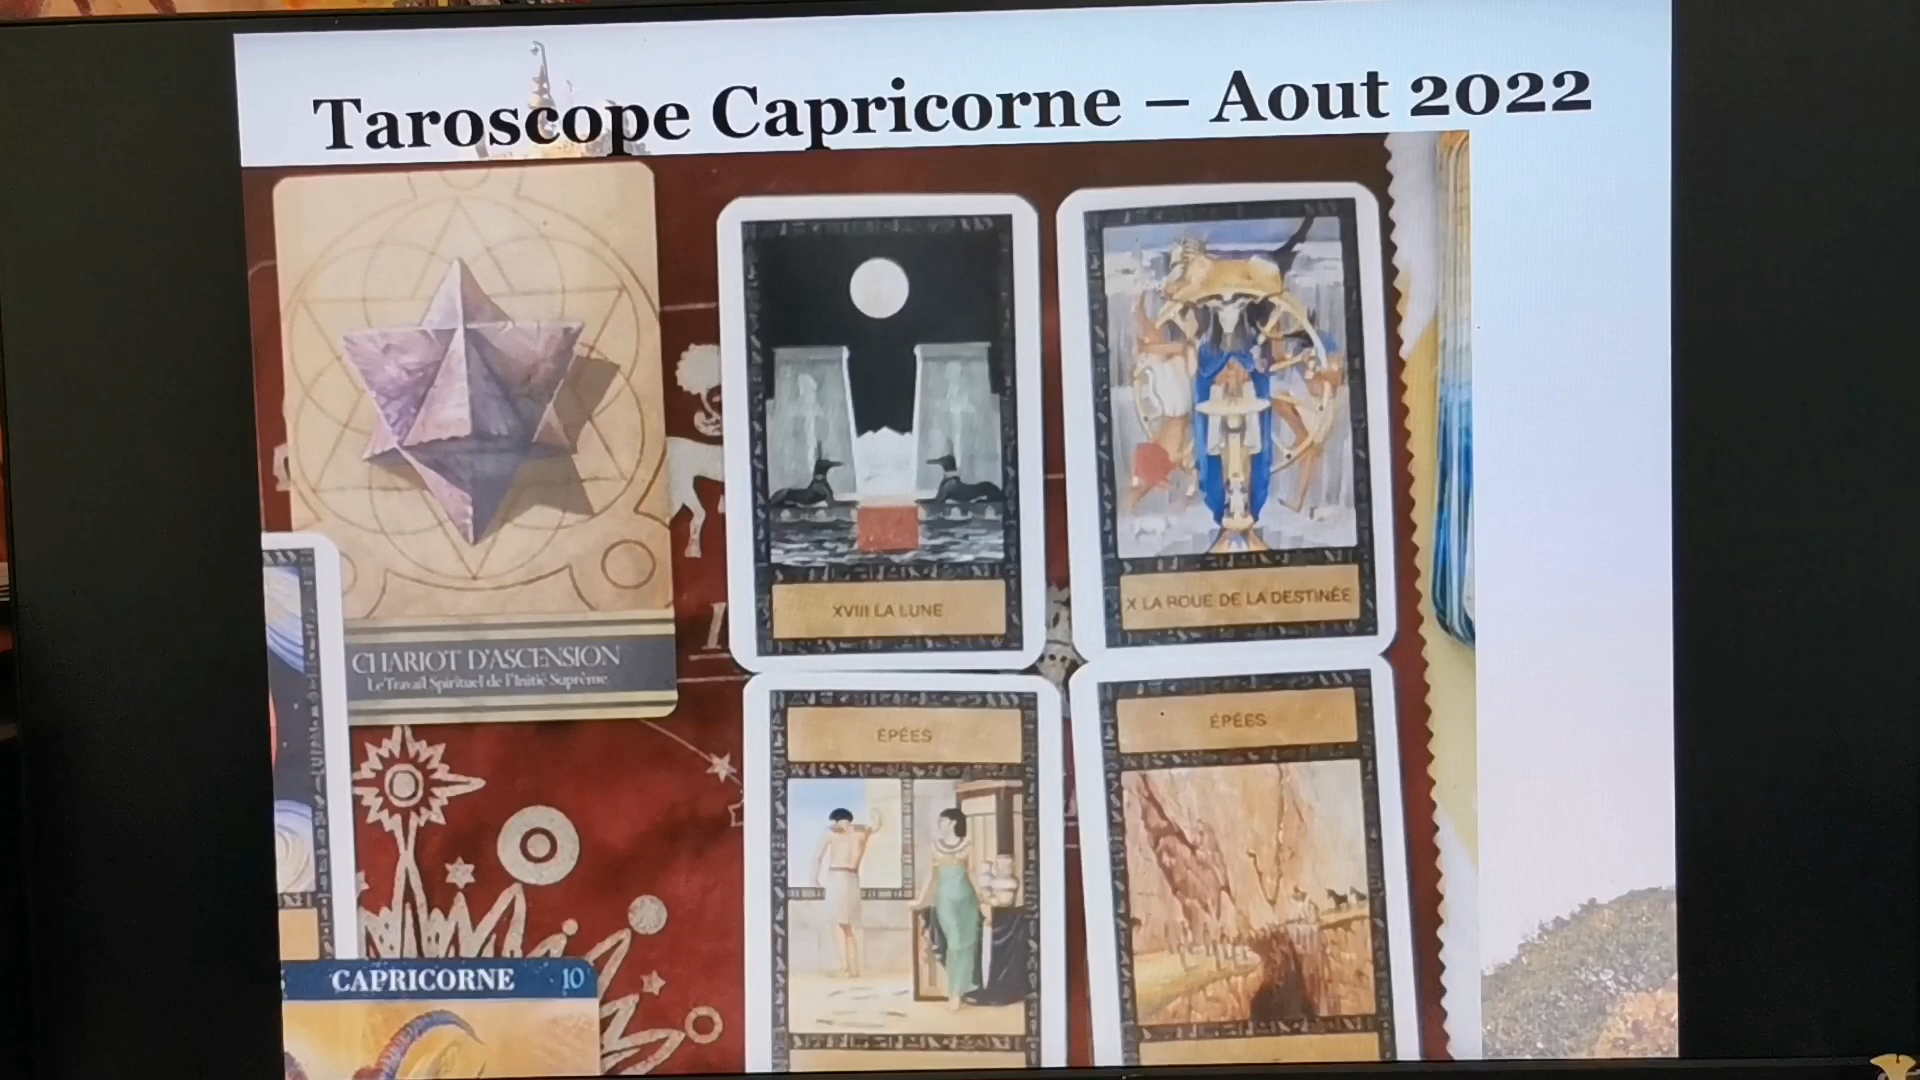 Taroscope Capricorne – Aout 2022
XVIII LA LUNE
X LA ROUE DE LA DESTINÉE
CHARIOT D'ASCENSION
Le Travail Spirituel de l'Initié Suprême
ÉPÉES
ÉPÉES
CAPRICORNE 10